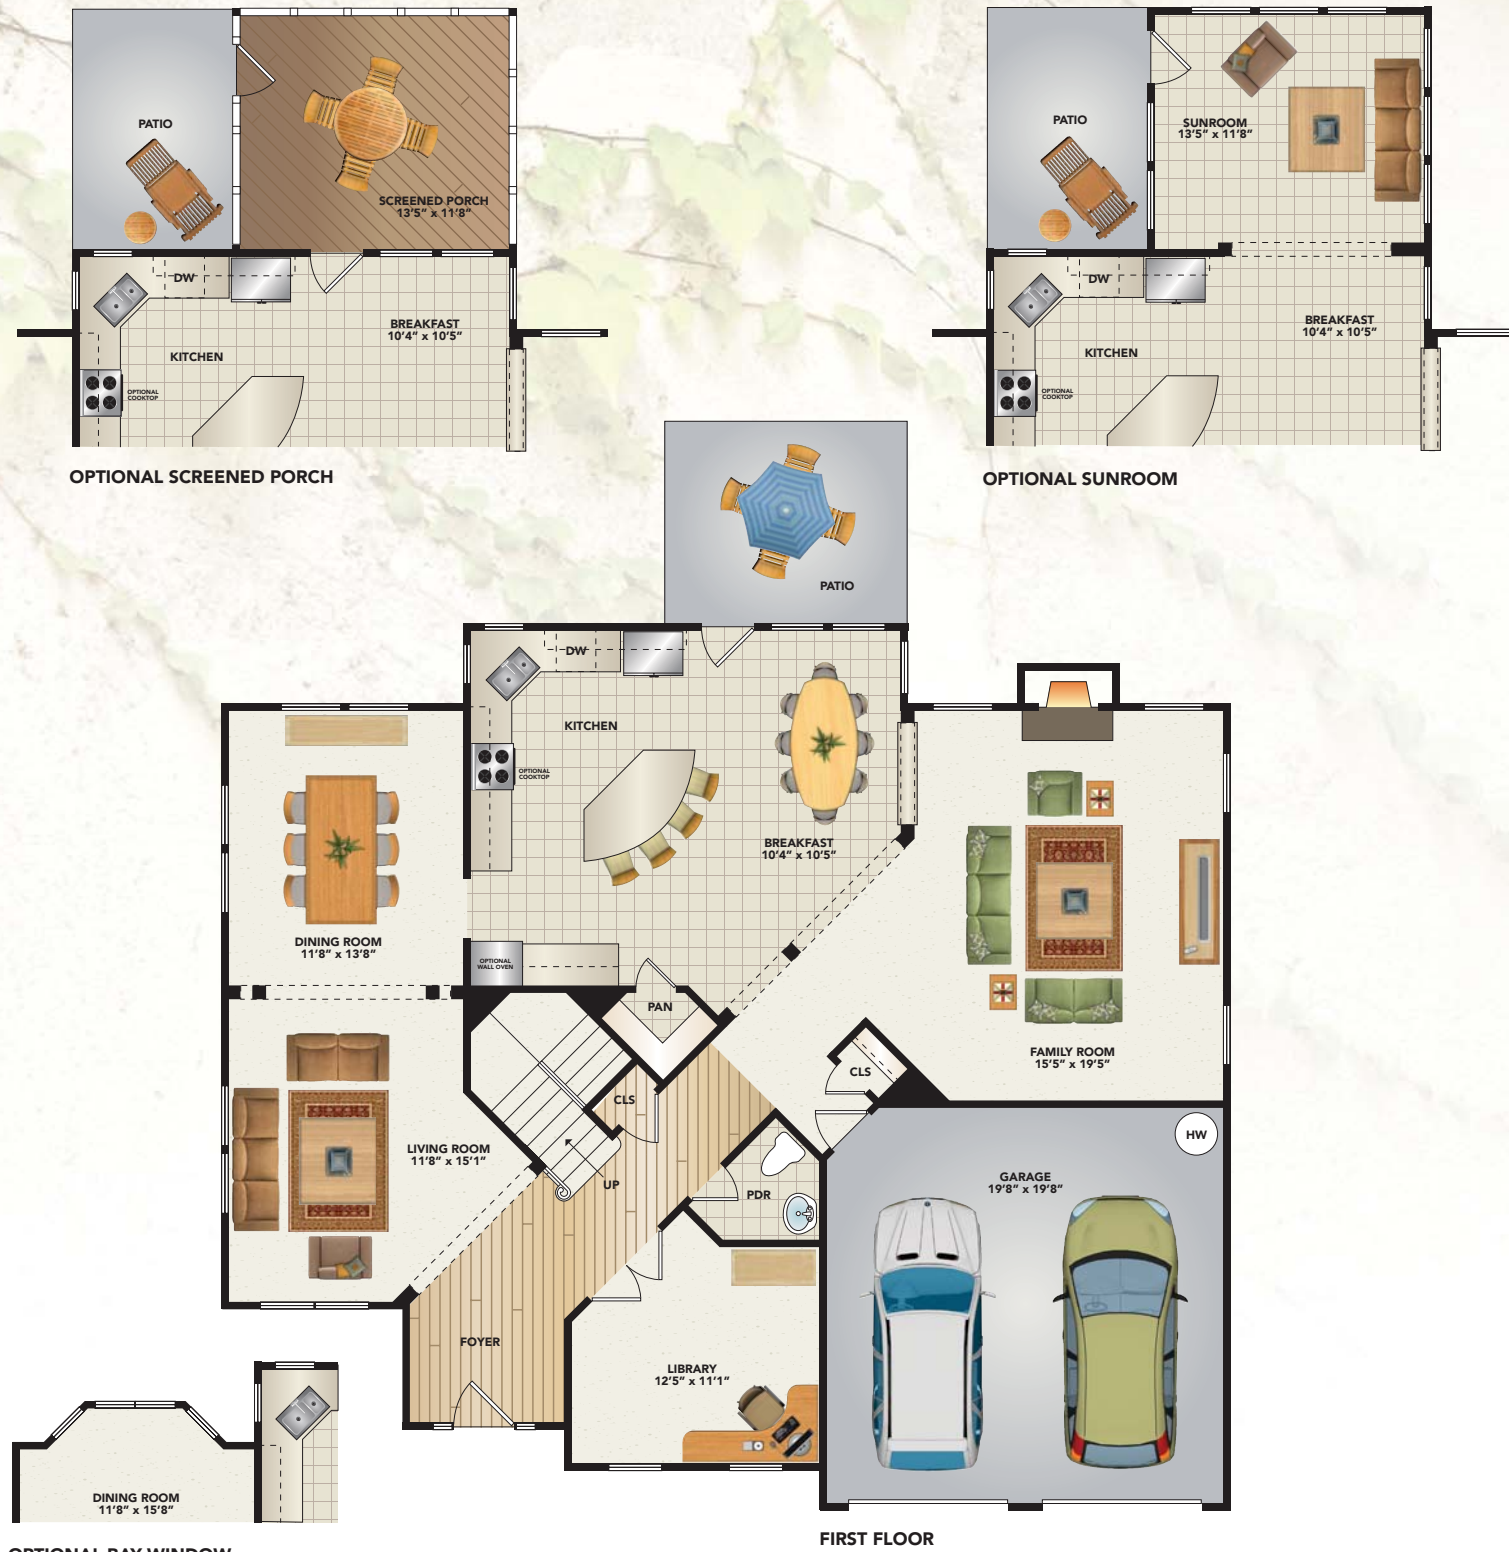 PATIO
SCREENED PORCH
13'5" x 11'8"
DW
BREAKFAST
10'4" x 10'5"
KITCHEN
OPTIONAL
COOKTOP
OPTIONAL SCREENED PORCH
PATIO
SUNROOM
13'5" x 11'8"
DW
BREAKFAST
10'4" x 10'5"
KITCHEN
OPTIONAL
COOKTOP
OPTIONAL SUNROOM
PATIO
DW
KITCHEN
OPTIONAL
COOKTOP
BREAKFAST
10'4" x 10'5"
DINING ROOM
11'8" x 13'8"
OPTIONAL
WALL OVEN
PAN
FAMILY ROOM
15'5" x 19'5"
CLS
CLS
LIVING ROOM
11'8" x 15'1"
UP
PDR
HW
GARAGE
19'8" x 19'8"
FOYER
LIBRARY
12'5" x 11'1"
DINING ROOM
11'8" x 15'8"
OPTIONAL BAY WINDOW
FIRST FLOOR